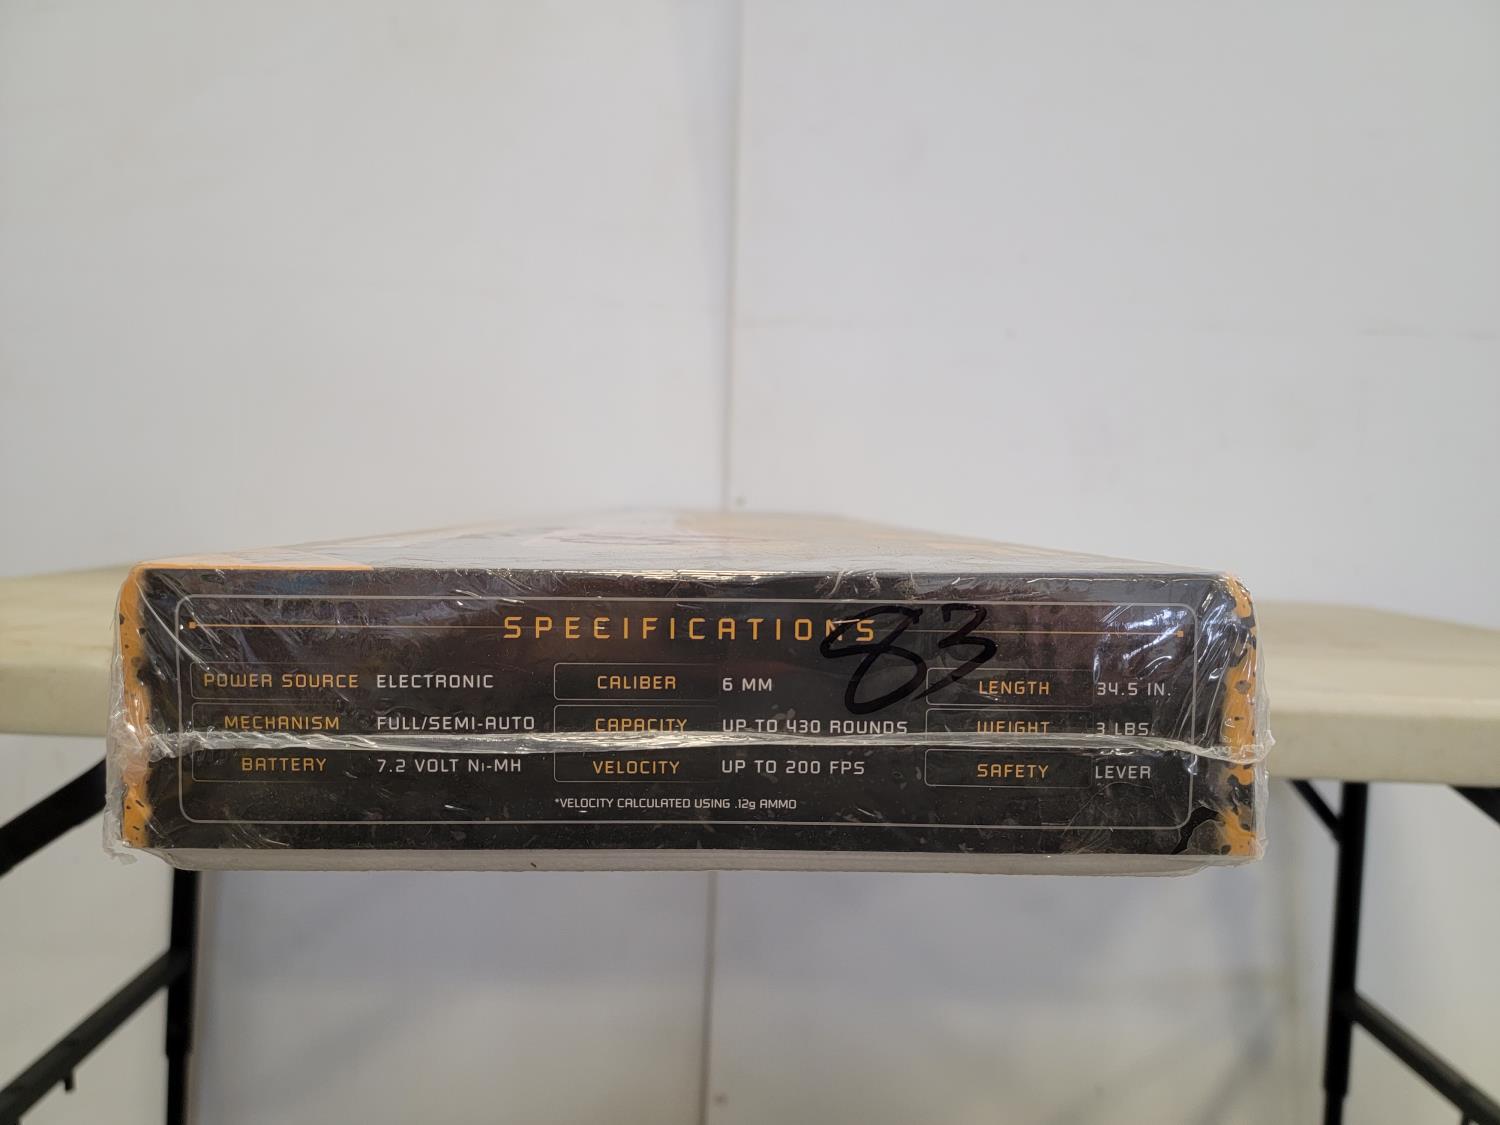 SPECIFICATIONS
83
POWER SOURCE ELECTRONIC CALIBER 6 MM LENGTH 34.5 IN.
MECHANISM FULL/SEMI-AUTO CAPACITY UP TO 430 ROUNDS WEIGHT 3 LBS.
BATTERY 7.2 VOLT Ni-MH VELOCITY UP TO 200 FPS SAFETY LEVER
*VELOCITY CALCULATED USING .12g AMMO